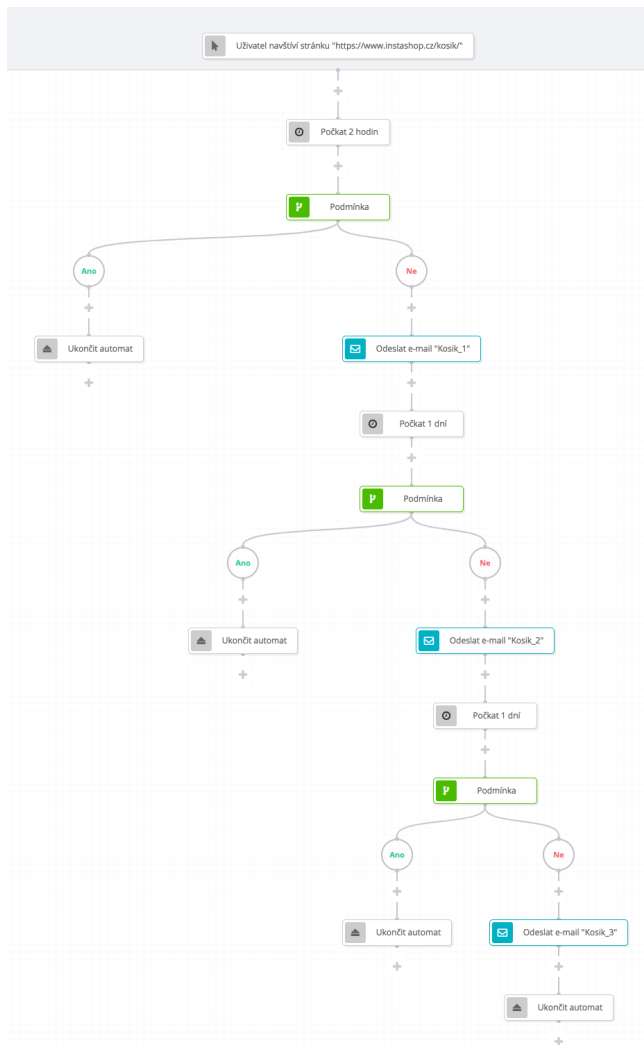 Uživatel navštíví stránku "https://www.instashop.cz/kosik/"
Počkat 2 hodin
Podmínka
Ano
Ne
Ukončit automat
Odeslat e-mail "Kosik_1"
Počkat 1 dní
Podmínka
Ano
Ne
Ukončit automat
Odeslat e-mail "Kosik_2"
Počkat 1 dní
Podmínka
Ano
Ne
Ukončit automat
Odeslat e-mail "Kosik_3"
Ukončit automat